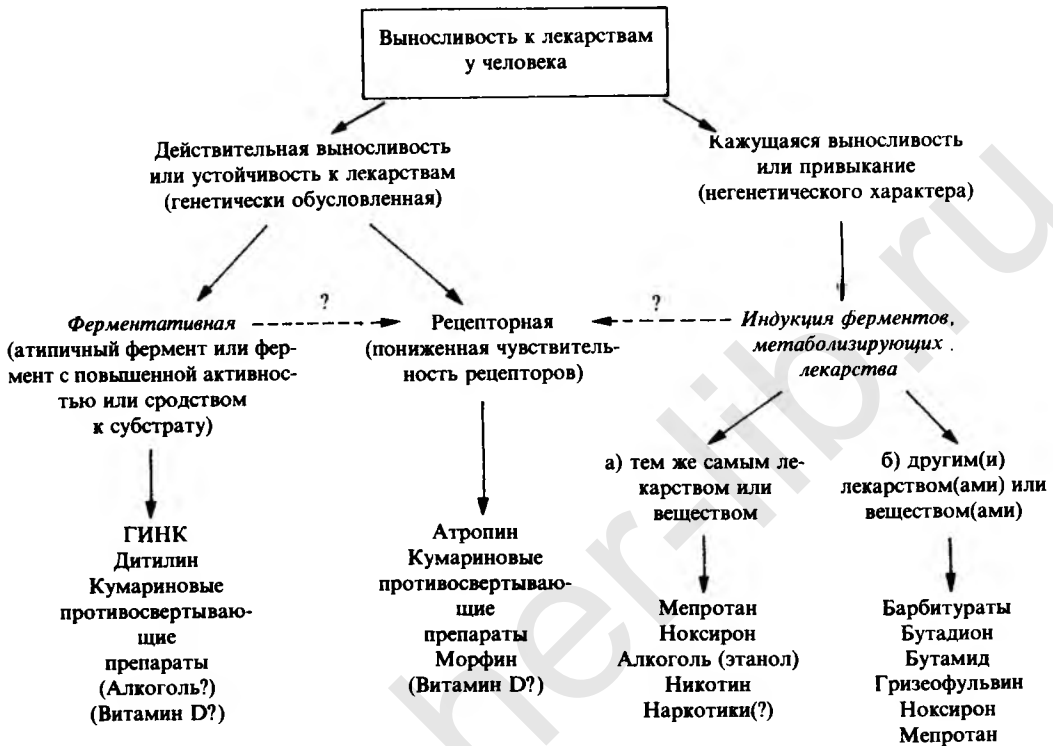 Выносливость к лекарствам
у человека
Действительная выносливость
или устойчивость к лекарствам
(генетически обусловленная)
Кажущаяся выносливость
или привыкание
(негенетического характера)
?
?
Ферментативная
(атипичный фермент или фер-
мент с повышенной активнос-
тью или сродством
к субстрату)
Рецепторная
(пониженная чувствитель-
ность рецепторов)
Индукция ферментов,
метаболизирующих
лекарства
а) тем же самым ле-
карством или
веществом
б) другим(и)
лекарством(ами) или
веществом(ами)
ГИНК
Дитилин
Кумариновые
противосвертываю-
щие
препараты
(Алкоголь?)
(Витамин D?)
Атропин
Кумариновые
противосвертываю-
щие
препараты
Морфин
(Витамин D?)
Мепротан
Ноксирон
Алкоголь (этанол)
Никотин
Наркотики(?)
Барбитураты
Бутадион
Бутамид
Гризеофульвин
Ноксирон
Мепротан
her-lib.ru